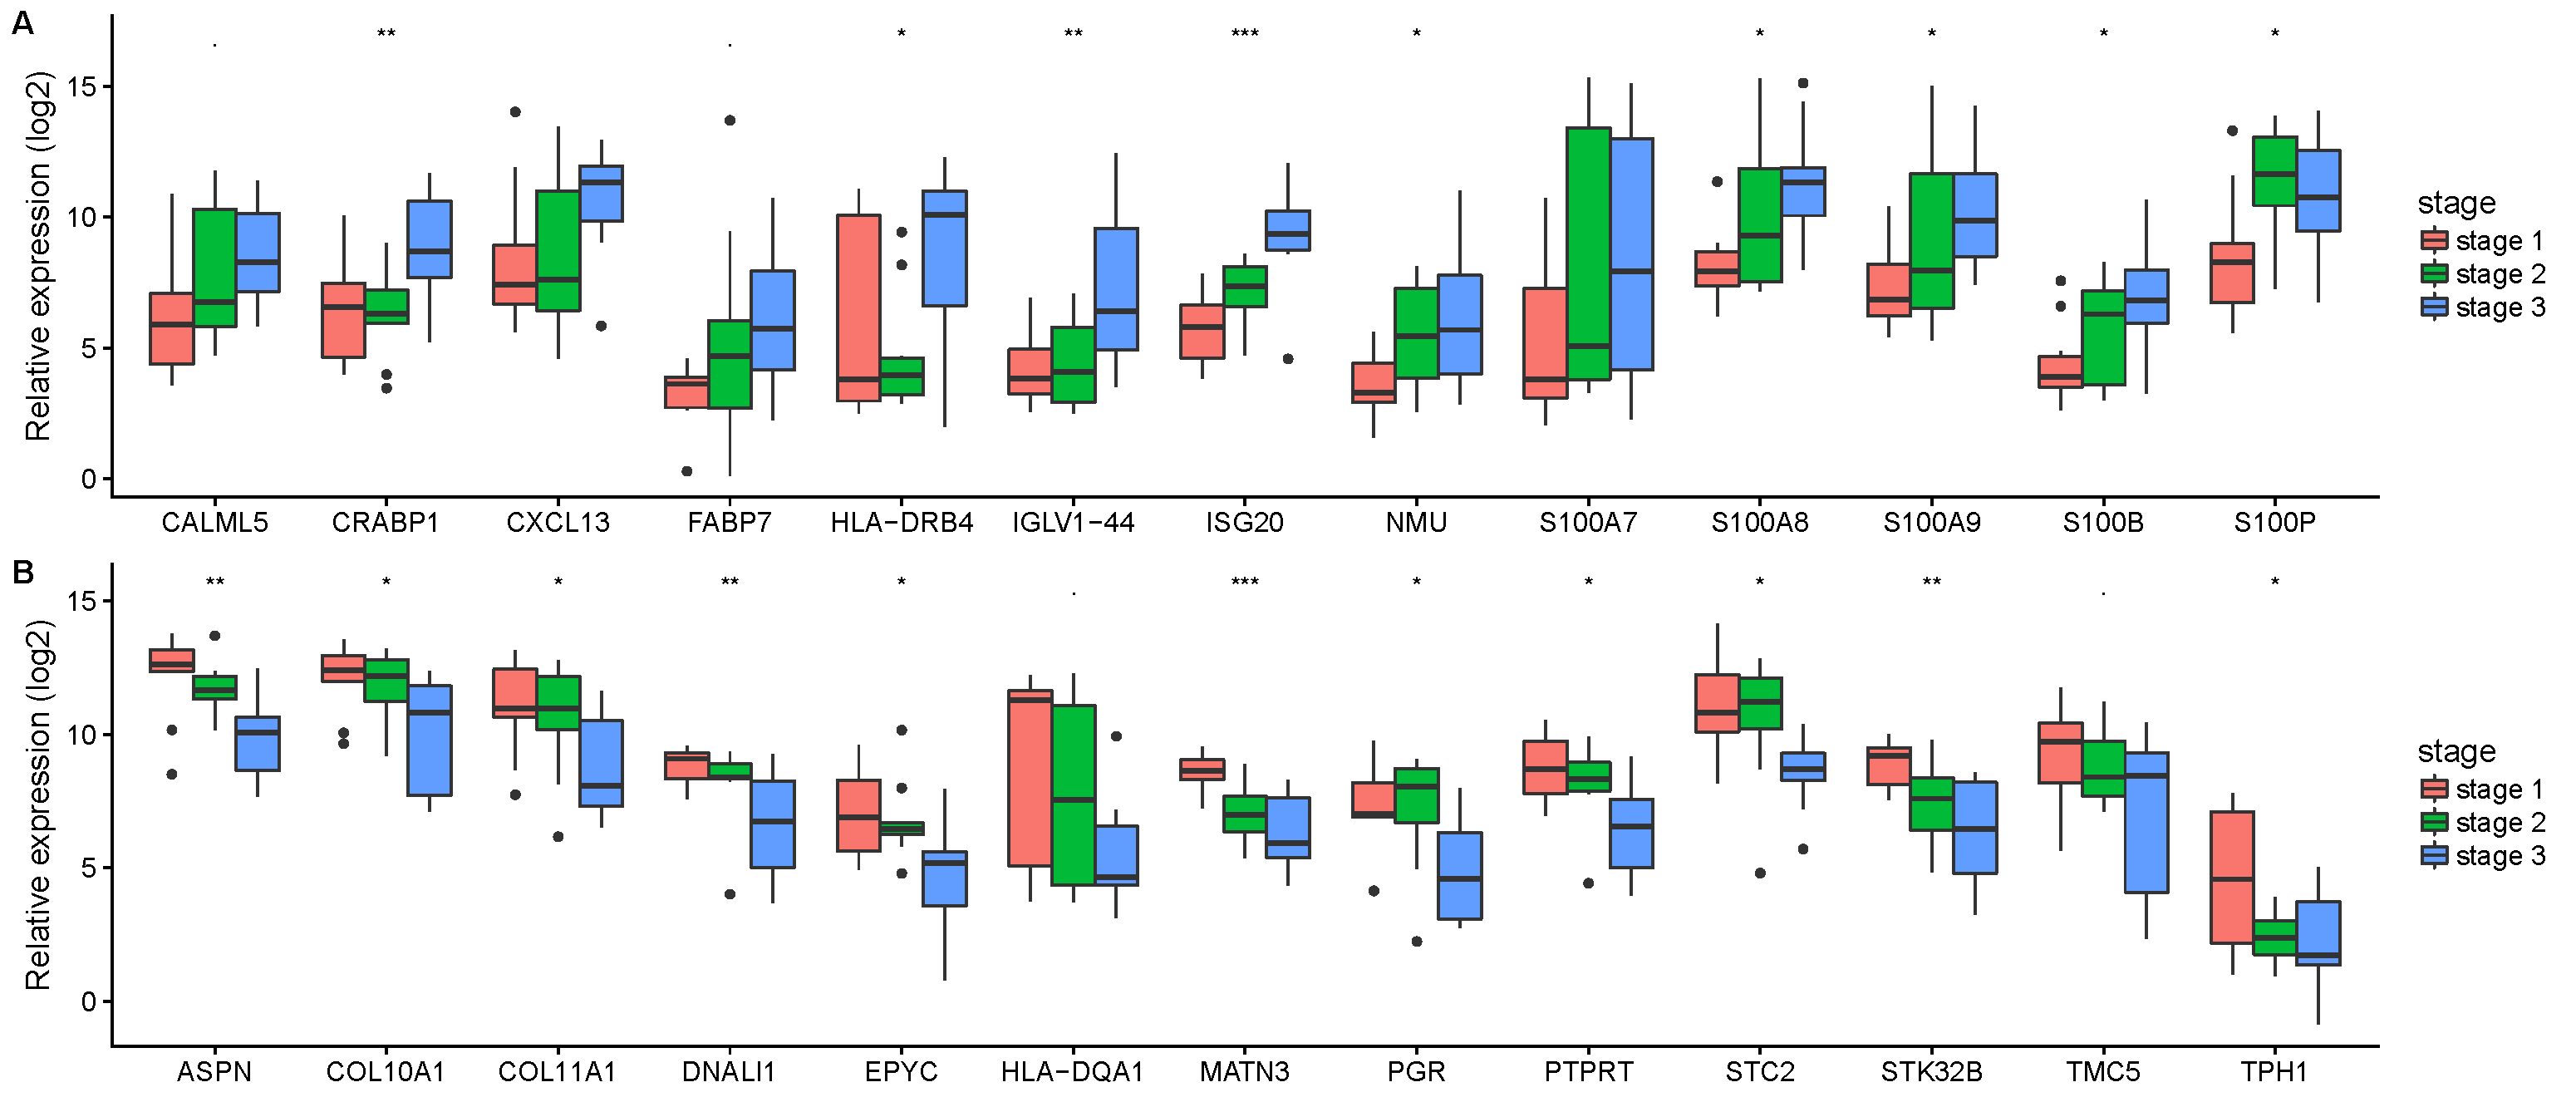 A
. ** . * ** *** * * * * *
Relative expression (log2)
15
10
5
0
CALML5 CRABP1 CXCL13 FABP7 HLA−DRB4 IGLV1−44 ISG20 NMU S100A7 S100A8 S100A9 S100B S100P
stage
stage 1
stage 2
stage 3
B
** * * ** * . *** * * * ** . *
Relative expression (log2)
15
10
5
0
ASPN COL10A1 COL11A1 DNALI1 EPYC HLA−DQA1 MATN3 PGR PTPRT STC2 STK32B TMC5 TPH1
stage
stage 1
stage 2
stage 3